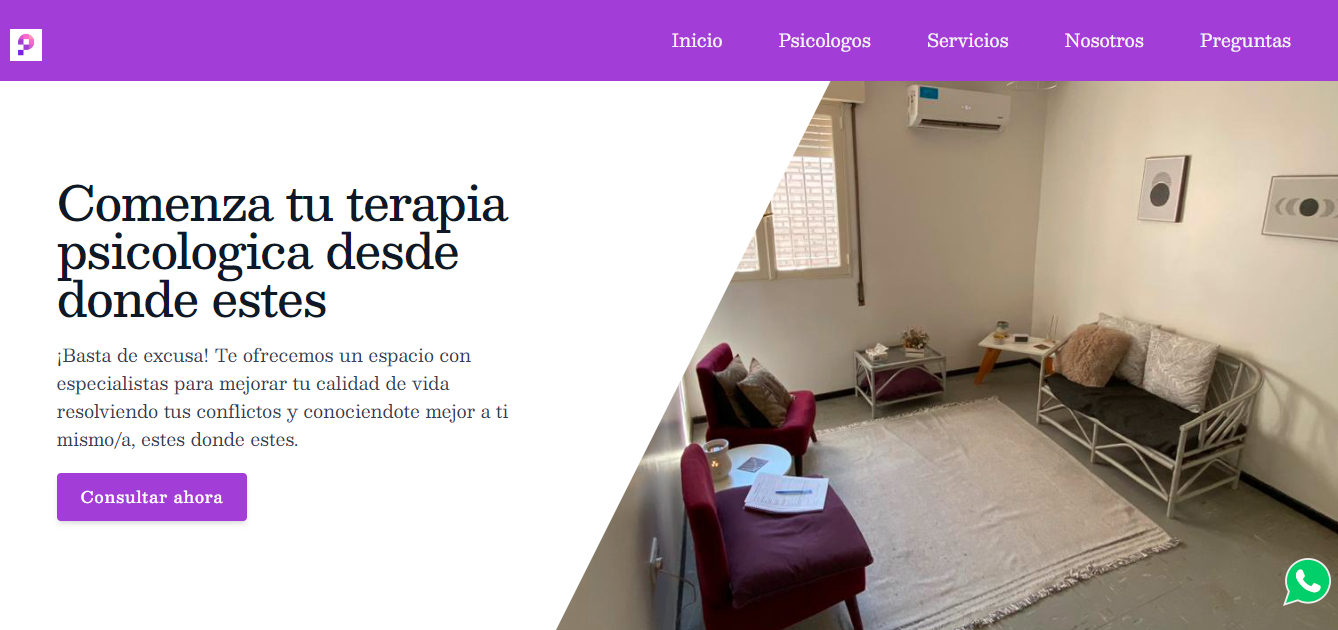 Inicio
Psicologos
Servicios
Nosotros
Preguntas
Comenza tu terapia
psicologica desde
donde estes
¡Basta de excusa! Te ofrecemos un espacio con
especialistas para mejorar tu calidad de vida
resolviendo tus conflictos y conociendote mejor a ti
mismo/a, estes donde estes.
Consultar ahora